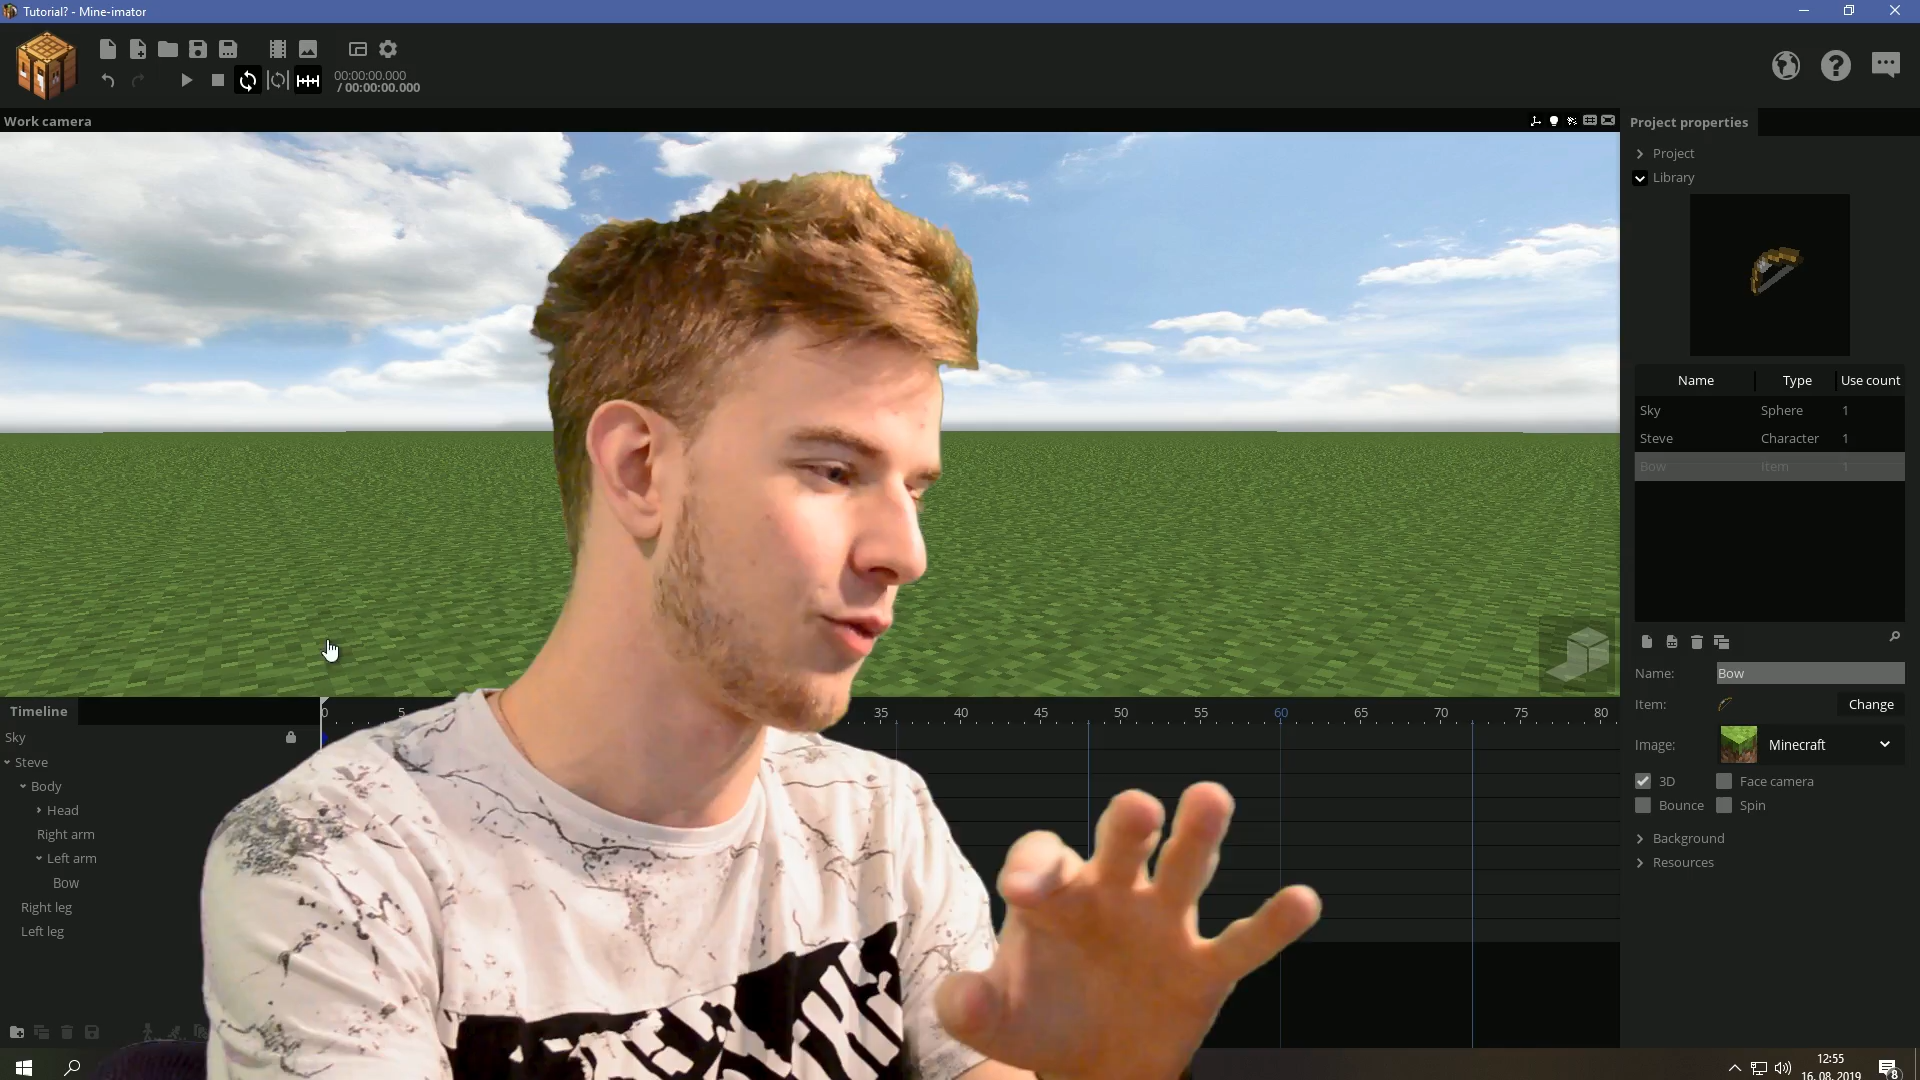 Tutorial? - Mine-imator
00:00:00.000
/ 00:00:00.000
Work camera
Project properties
Project
Library
Name Type Use count
Sky Sphere 1
Steve Character 1
Bow Item 1
Name: Bow
Item: Change
Image: Minecraft
3D Face camera
Bounce Spin
Background
Resources
Timeline
0 5 35 40 45 50 55 60 65 70 75 80
Sky
Steve
Body
Head
Right arm
Left arm
Bow
Right leg
Left leg
12:55
16. 08. 2019
8